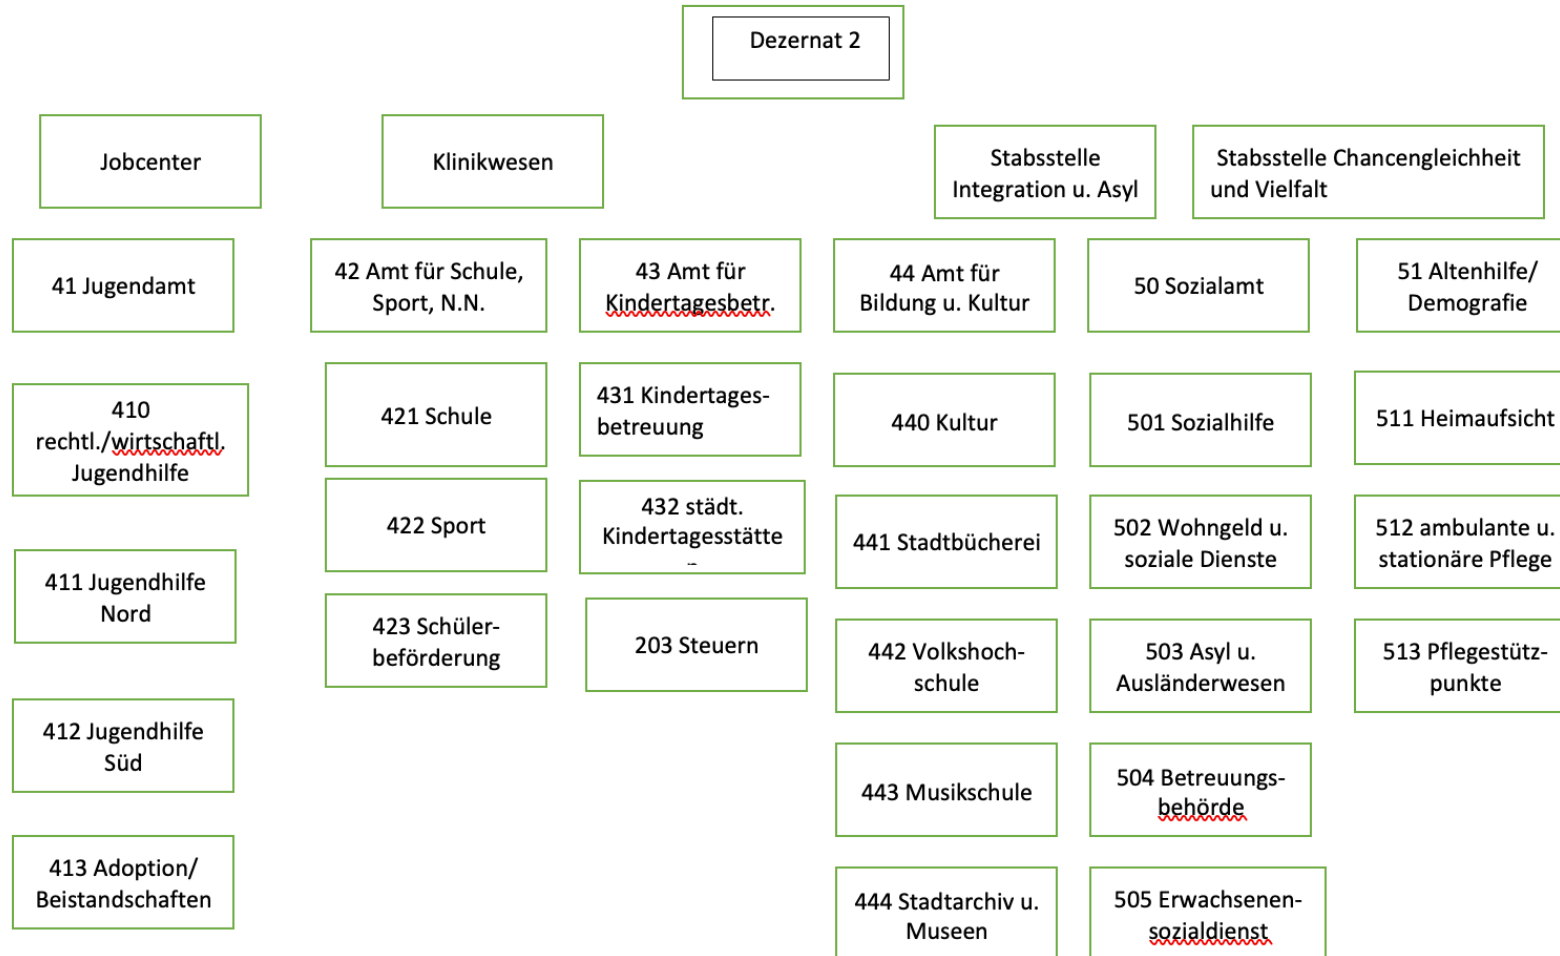 Dezernat 2
Jobcenter
Klinikwesen
Stabsstelle
Integration u. Asyl
Stabsstelle Chancengleichheit
und Vielfalt
41 Jugendamt
42 Amt für Schule,
Sport, N.N.
43 Amt für
Kindertagesbetr.
44 Amt für
Bildung u. Kultur
50 Sozialamt
51 Altenhilfe/
Demografie
410
rechtl./wirtschaftl.
Jugendhilfe
421 Schule
431 Kindertages-
betreuung
440 Kultur
501 Sozialhilfe
511 Heimaufsicht
411 Jugendhilfe
Nord
422 Sport
432 städt.
Kindertagesstätte
n
441 Stadtbücherei
502 Wohngeld u.
soziale Dienste
512 ambulante u.
stationäre Pflege
412 Jugendhilfe
Süd
423 Schüler-
beförderung
203 Steuern
442 Volkshoch-
schule
503 Asyl u.
Ausländerwesen
513 Pflegestütz-
punkte
413 Adoption/
Beistandschaften
443 Musikschule
504 Betreuungs-
behörde
444 Stadtarchiv u.
Museen
505 Erwachsenen-
sozialdienst